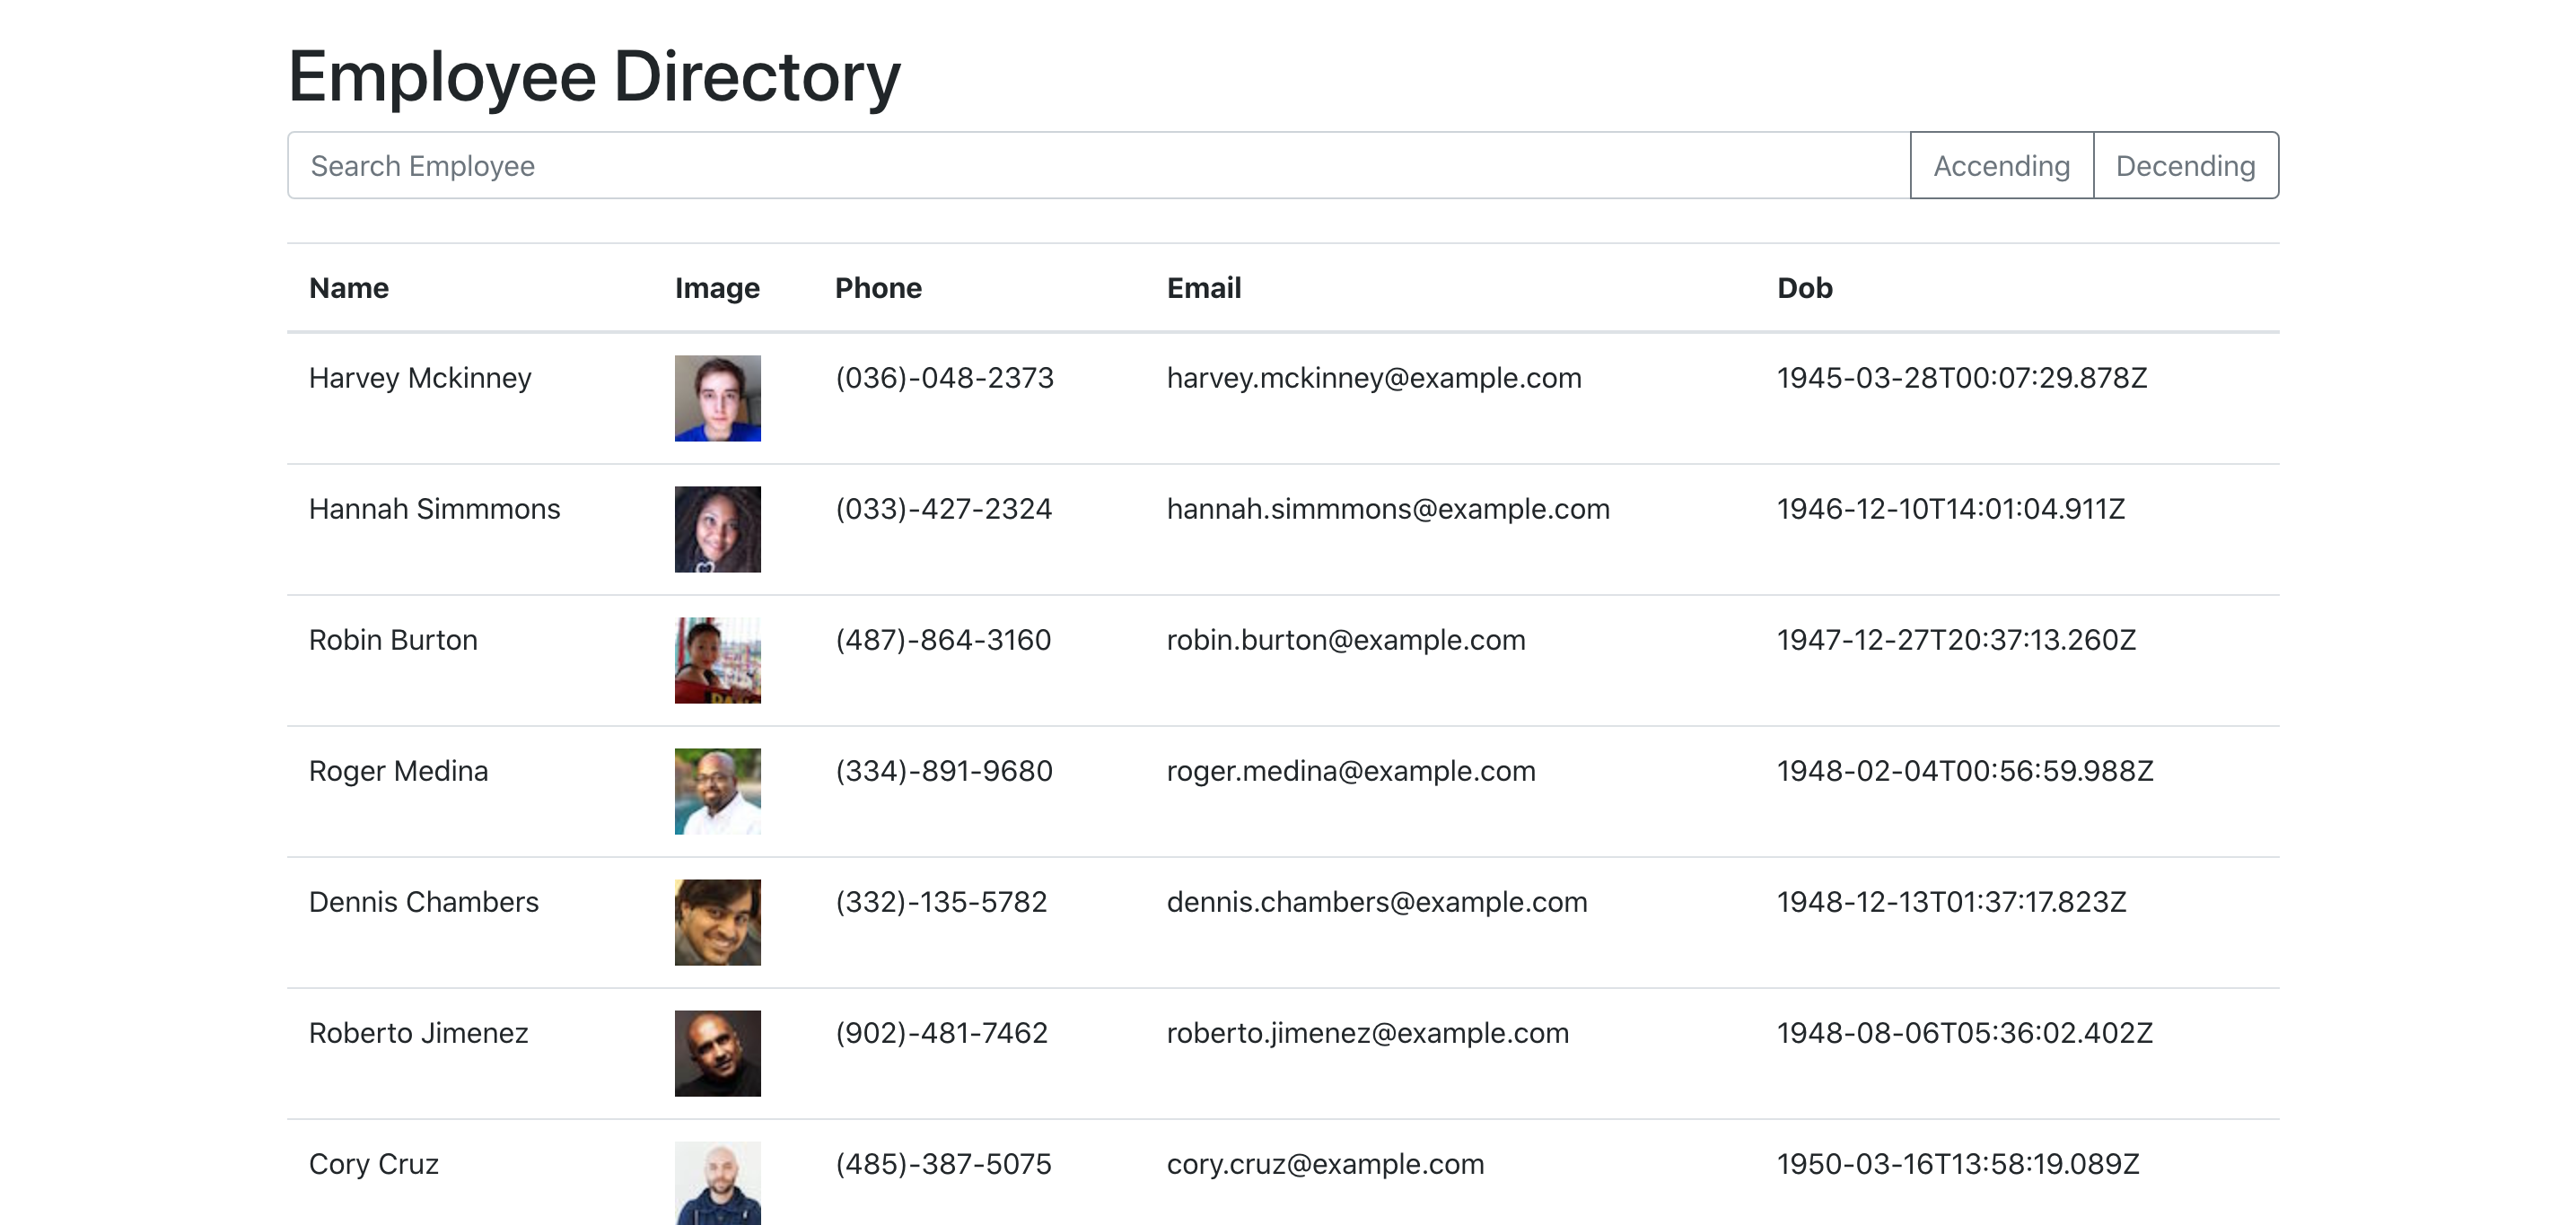 Employee Directory
Search Employee Accending Decending
Name Image Phone Email Dob
Harvey Mckinney (036)-048-2373 harvey.mckinney@example.com 1945-03-28T00:07:29.878Z
Hannah Simmmons (033)-427-2324 hannah.simmmons@example.com 1946-12-10T14:01:04.911Z
Robin Burton (487)-864-3160 robin.burton@example.com 1947-12-27T20:37:13.260Z
Roger Medina (334)-891-9680 roger.medina@example.com 1948-02-04T00:56:59.988Z
Dennis Chambers (332)-135-5782 dennis.chambers@example.com 1948-12-13T01:37:17.823Z
Roberto Jimenez (902)-481-7462 roberto.jimenez@example.com 1948-08-06T05:36:02.402Z
Cory Cruz (485)-387-5075 cory.cruz@example.com 1950-03-16T13:58:19.089Z